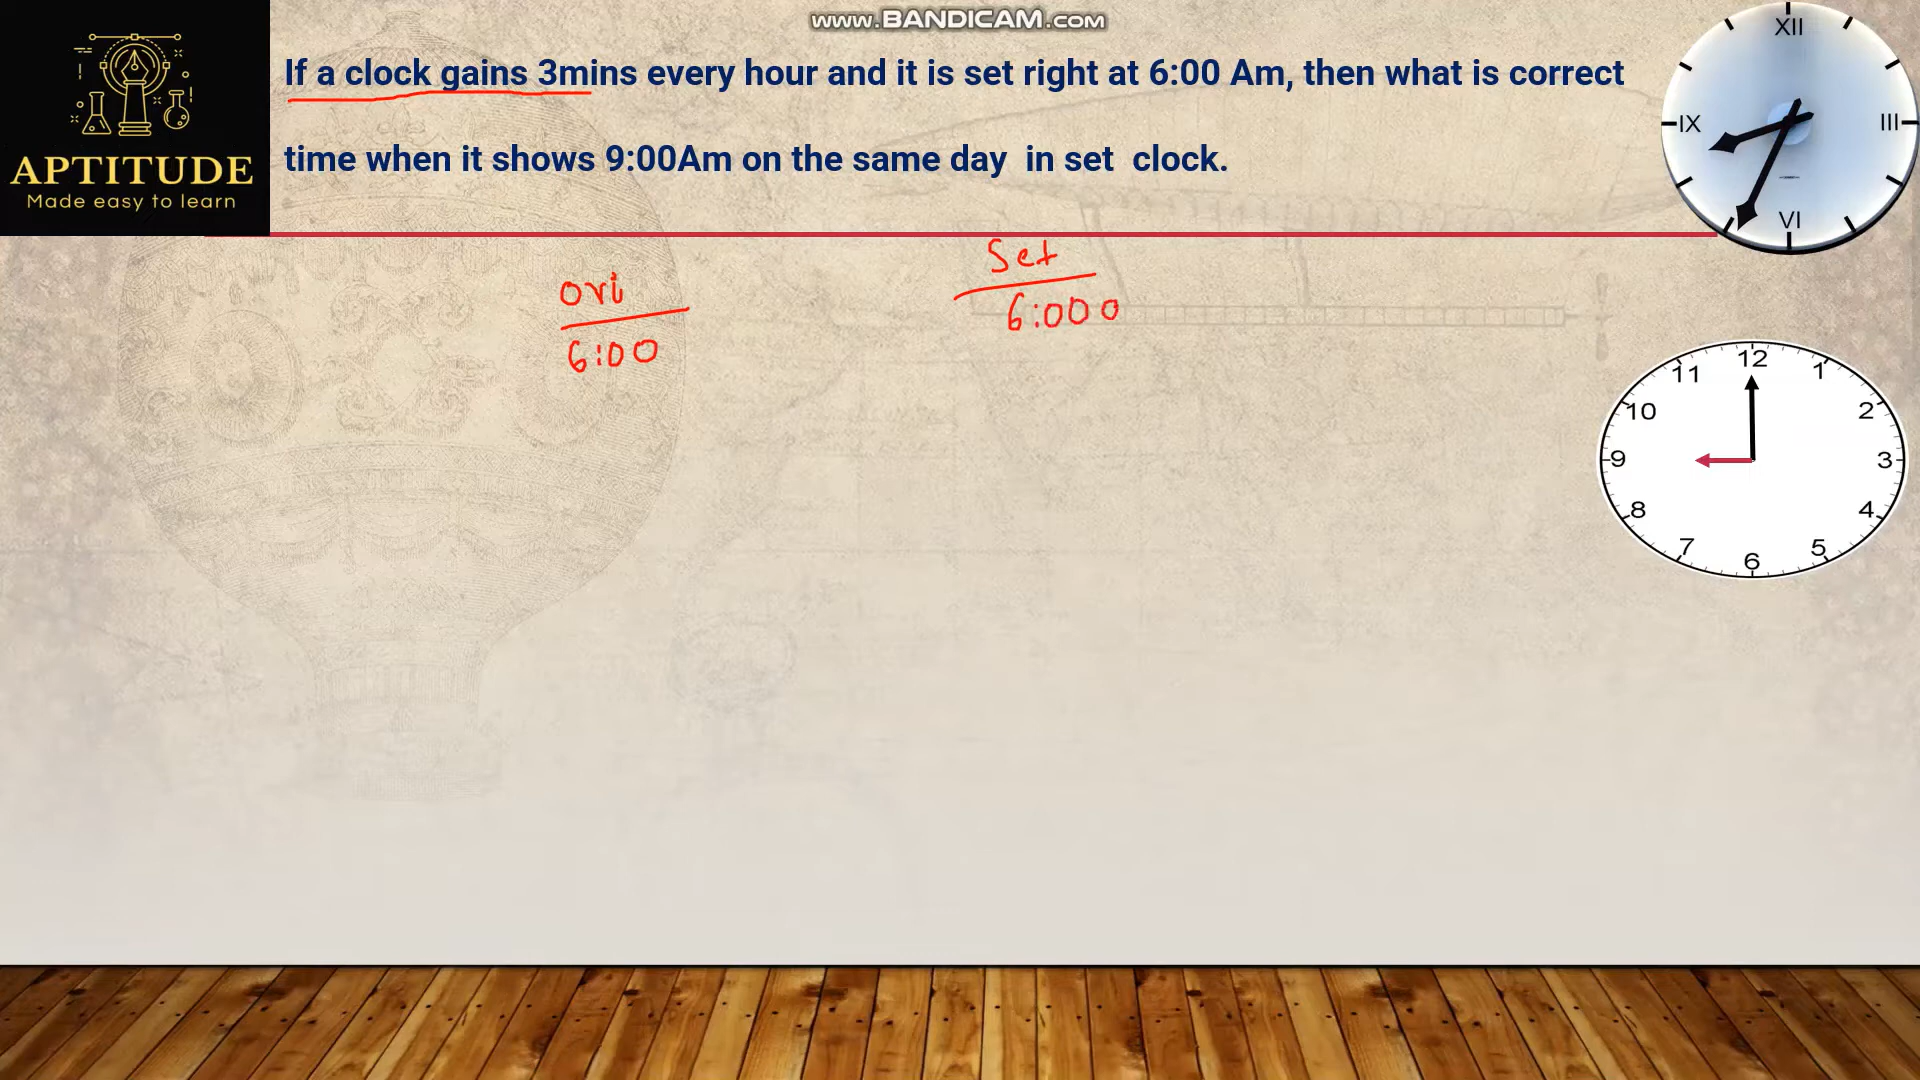 www.BANDICAM.com
If a clock gains 3mins every hour and it is set right at 6:00 Am, then what is correct
time when it shows 9:00Am on the same day in set clock.
APTITUDE
Made easy to learn
XII
III
VI
IX
Set
6:000
ori
6:00
12
1
2
3
4
5
6
7
8
9
10
11